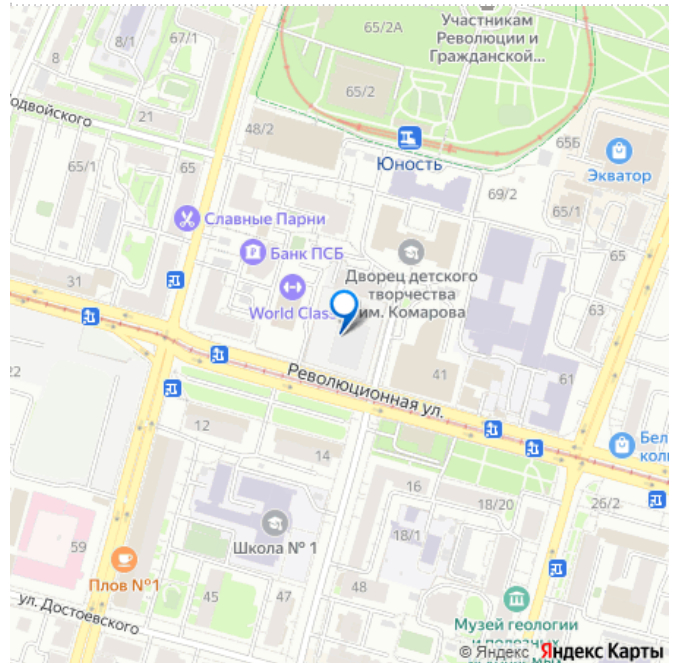 Участникам
Революции и
Гражданской...
65/2А
67/1
8/1
8
65/2
одвойского
21
48/2
65Б
Юность
Экватор
65/1
65
69/2
65/1
Славные Парни
65
Банк ПСБ
31
Дворец детского
творчества
им. Комарова
World Class
63
Революционная ул.
22
41
61
12
14
Бел
кол
16
18/20
26/2
Школа № 1
18/1
59
Плов №1
45
47
48
ул. Достоевского
Музей геологии
и полезных
© Яндекс Яндекс Карты